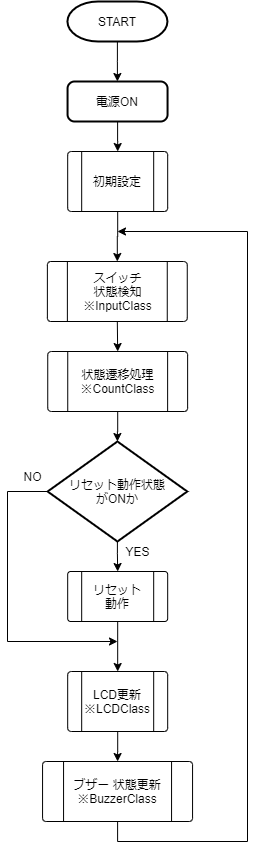 START
電源ON
初期設定
スイッチ
状態検知
※InputClass
状態遷移処理
※CountClass
リセット動作状態
がONか
NO
YES
リセット
動作
LCD更新
※LCDClass
ブザー 状態更新
※BuzzerClass